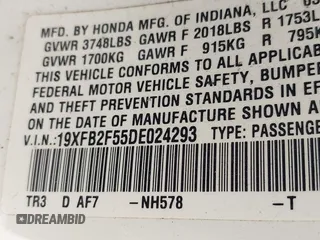 MFD. BY HONDA MFG. OF INDIANA, LLC
GVWR 3748LBS GAWR F 2018LBS R 1753L
GVWR 1700KG GAWR F 915KG R 795K
THIS VEHICLE CONFORMS TO ALL APPLICAB
FEDERAL MOTOR VEHICLE SAFETY, BUMPE
AND THEFT PREVENTION STANDARDS IN EF
DATE OF MANUFACTURE SHOWN ABO
V.I.N.: 19XFB2F55DE024293 TYPE: PASSENGE
TR3 D AF7 -NH578 -T
DREAMBID